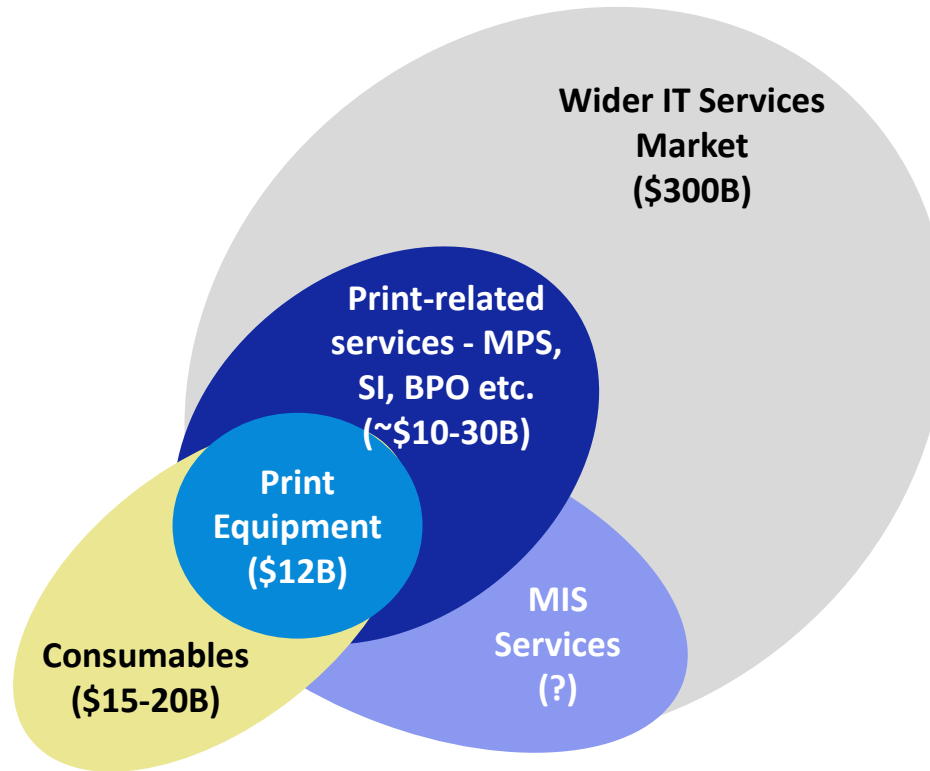 Wider IT Services
Market
($300B)
Print-related
services - MPS,
SI, BPO etc.
(~$10-30B)
Print
Equipment
($12B)
MIS
Services
(?)
Consumables
($15-20B)